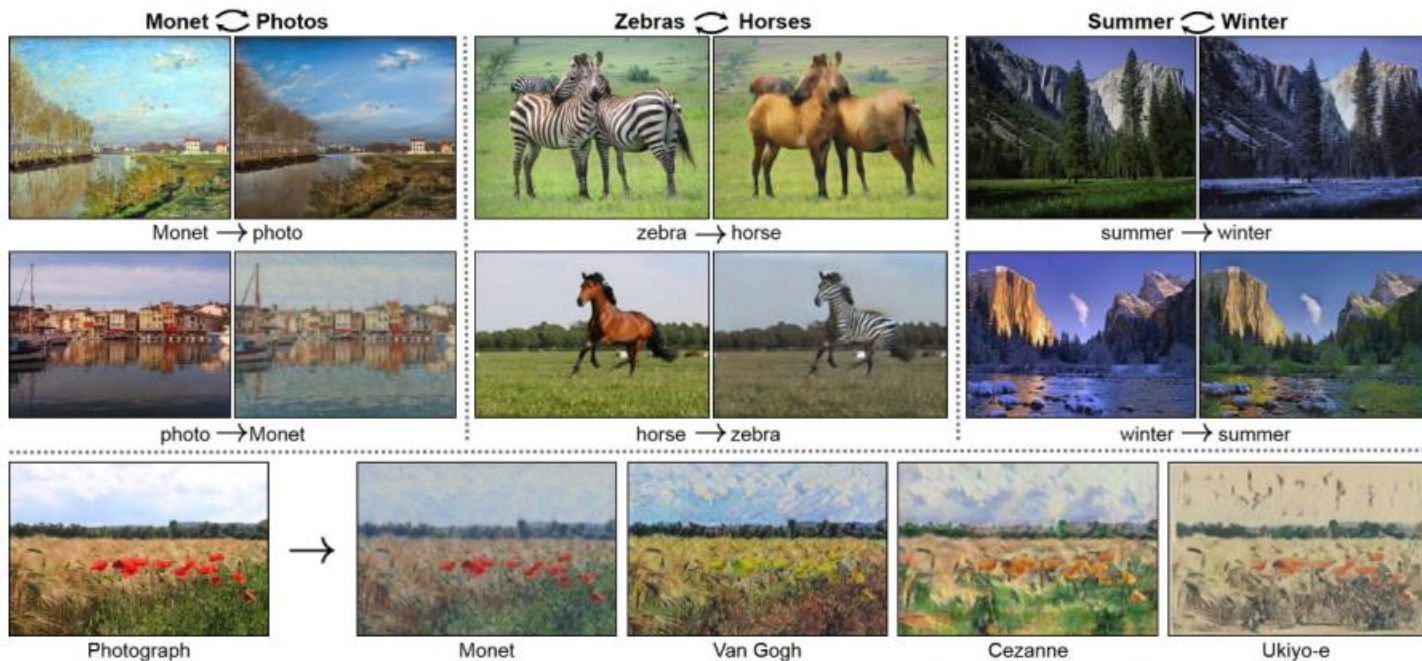 Monet Photos
Zebras Horses
Summer Winter
Monet → photo
zebra → horse
summer → winter
photo → Monet
horse → zebra
winter → summer
Photograph
Monet
Van Gogh
Cezanne
Ukiyo-e